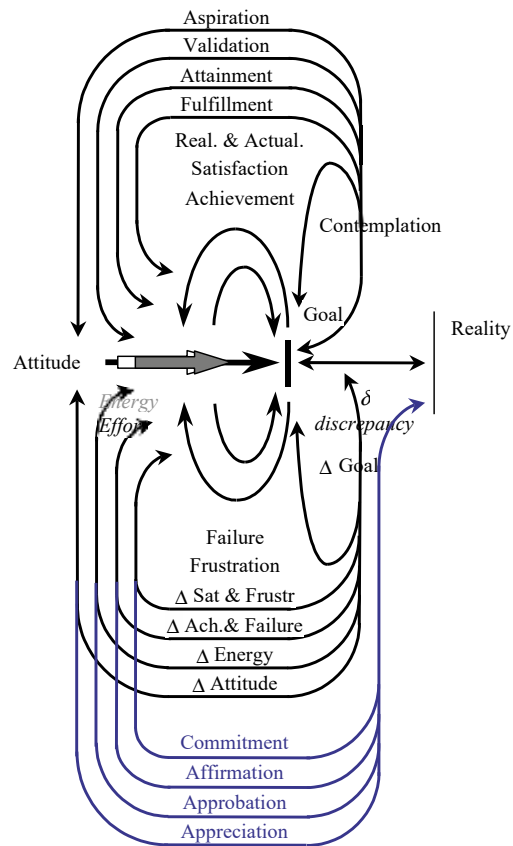 Aspiration
Validation
Attainment
Fulfillment
Real. & Actual.
Satisfaction
Achievement
Contemplation
Goal
Reality
Attitude
Energy
Effort
δ
discrepancy
Δ Goal
Failure
Frustration
Δ Sat & Frustr
Δ Ach.& Failure
Δ Energy
Δ Attitude
Commitment
Affirmation
Approbation
Appreciation